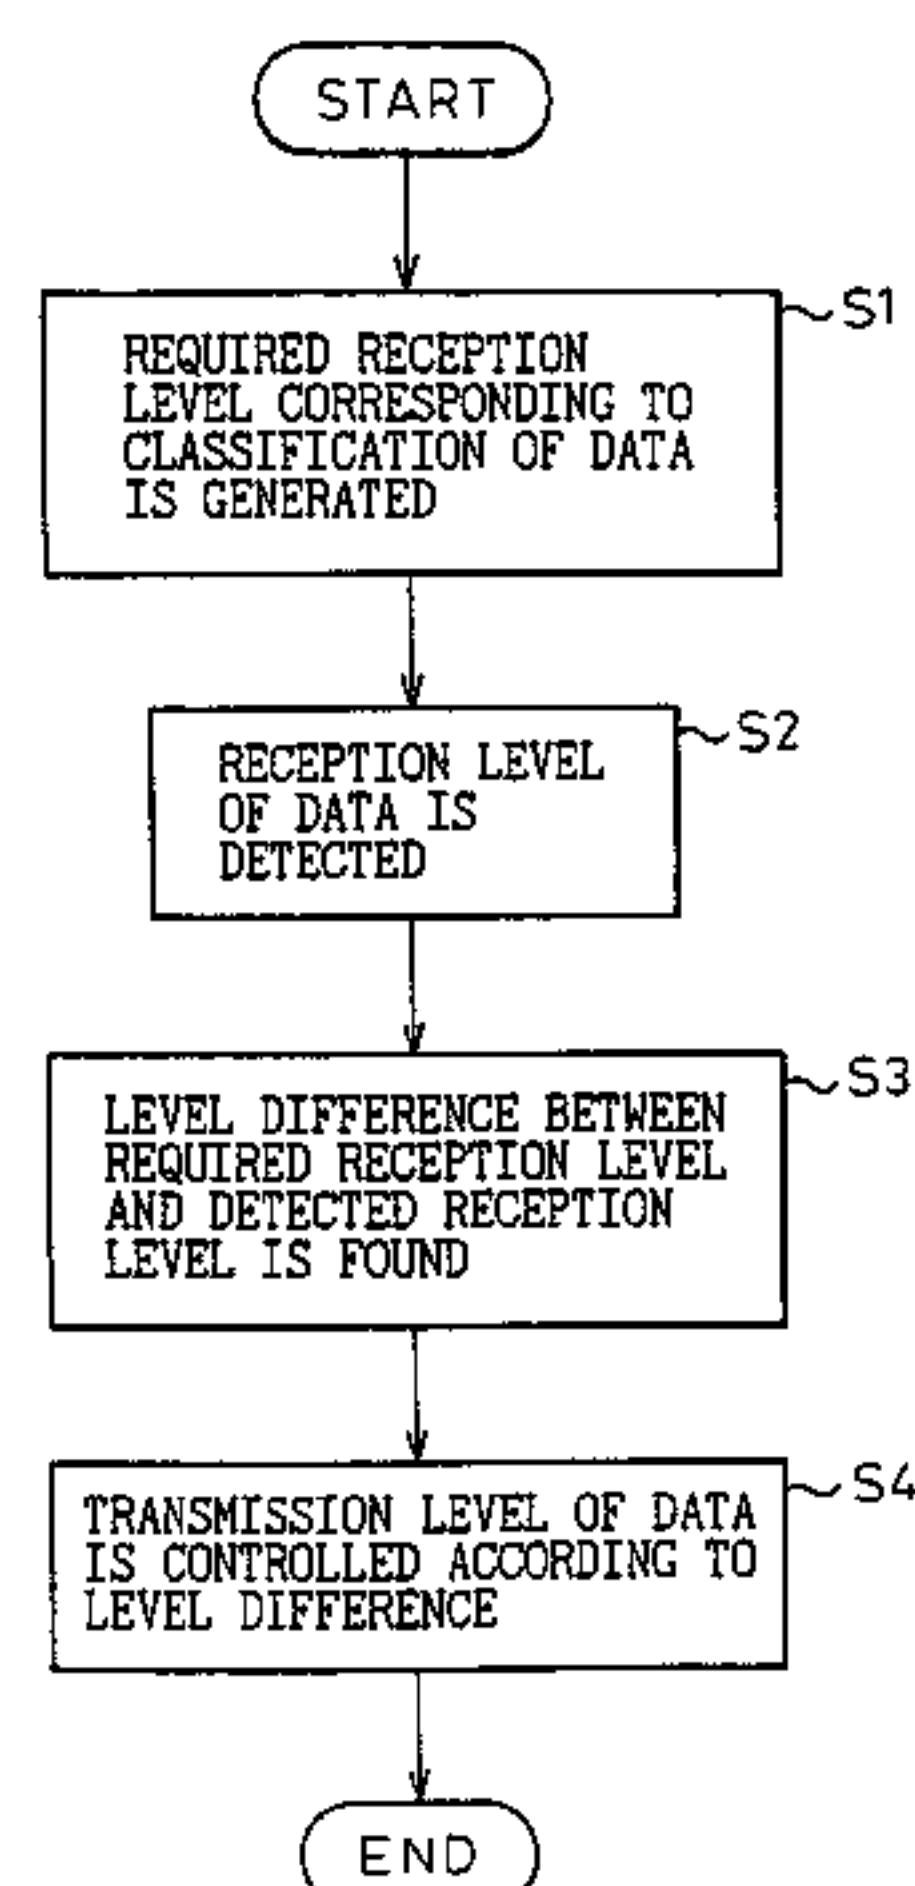 START
S1
REQUIRED RECEPTION
LEVEL CORRESPONDING TO
CLASSIFICATION OF DATA
IS GENERATED
S2
RECEPTION LEVEL
OF DATA IS
DETECTED
S3
LEVEL DIFFERENCE BETWEEN
REQUIRED RECEPTION LEVEL
AND DETECTED RECEPTION
LEVEL IS FOUND
S4
TRANSMISSION LEVEL OF DATA
IS CONTROLLED ACCORDING TO
LEVEL DIFFERENCE
END